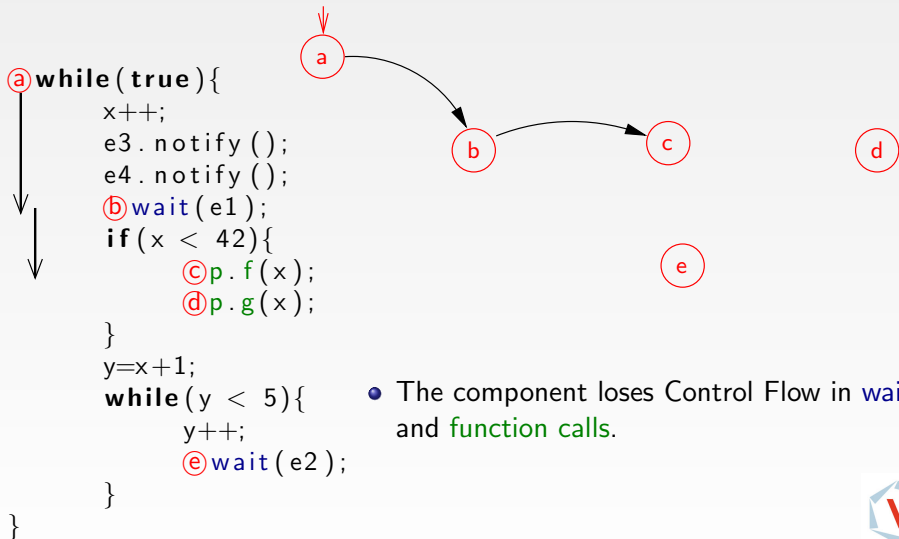 a while(true){
x++;
e3.notify();
e4.notify();
b wait(e1);
if(x < 42){
c p.f(x);
d p.g(x);
}
y=x+1;
while(y < 5){
y++;
e wait(e2);
}
}
a
b
c
d
e
The component loses Control Flow in wai
and function calls.